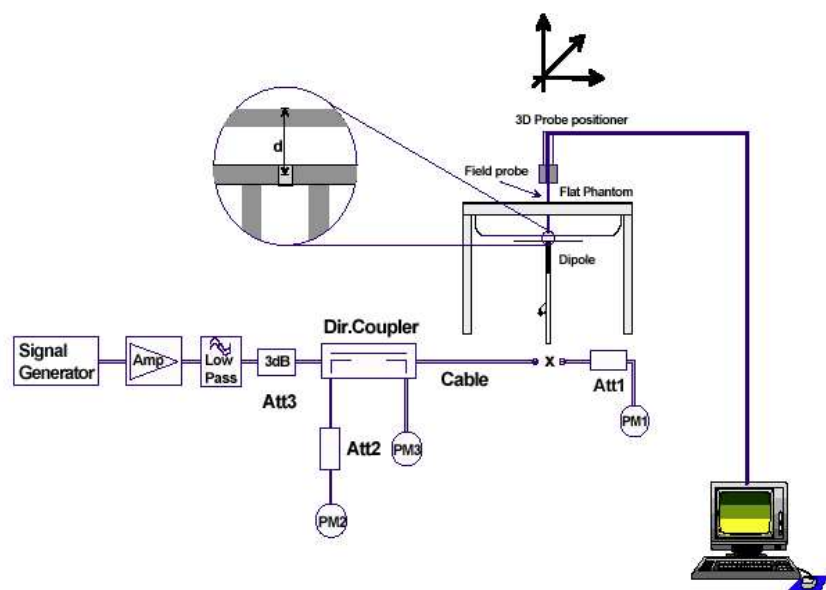 3D Probe positioner
d
Field probe
Flat Phantom
Dipole
Dir.Coupler
Signal
Generator
Amp
Low
Pass
3dB
Att3
Cable
x
Att1
PM1
Att2
PM3
PM2